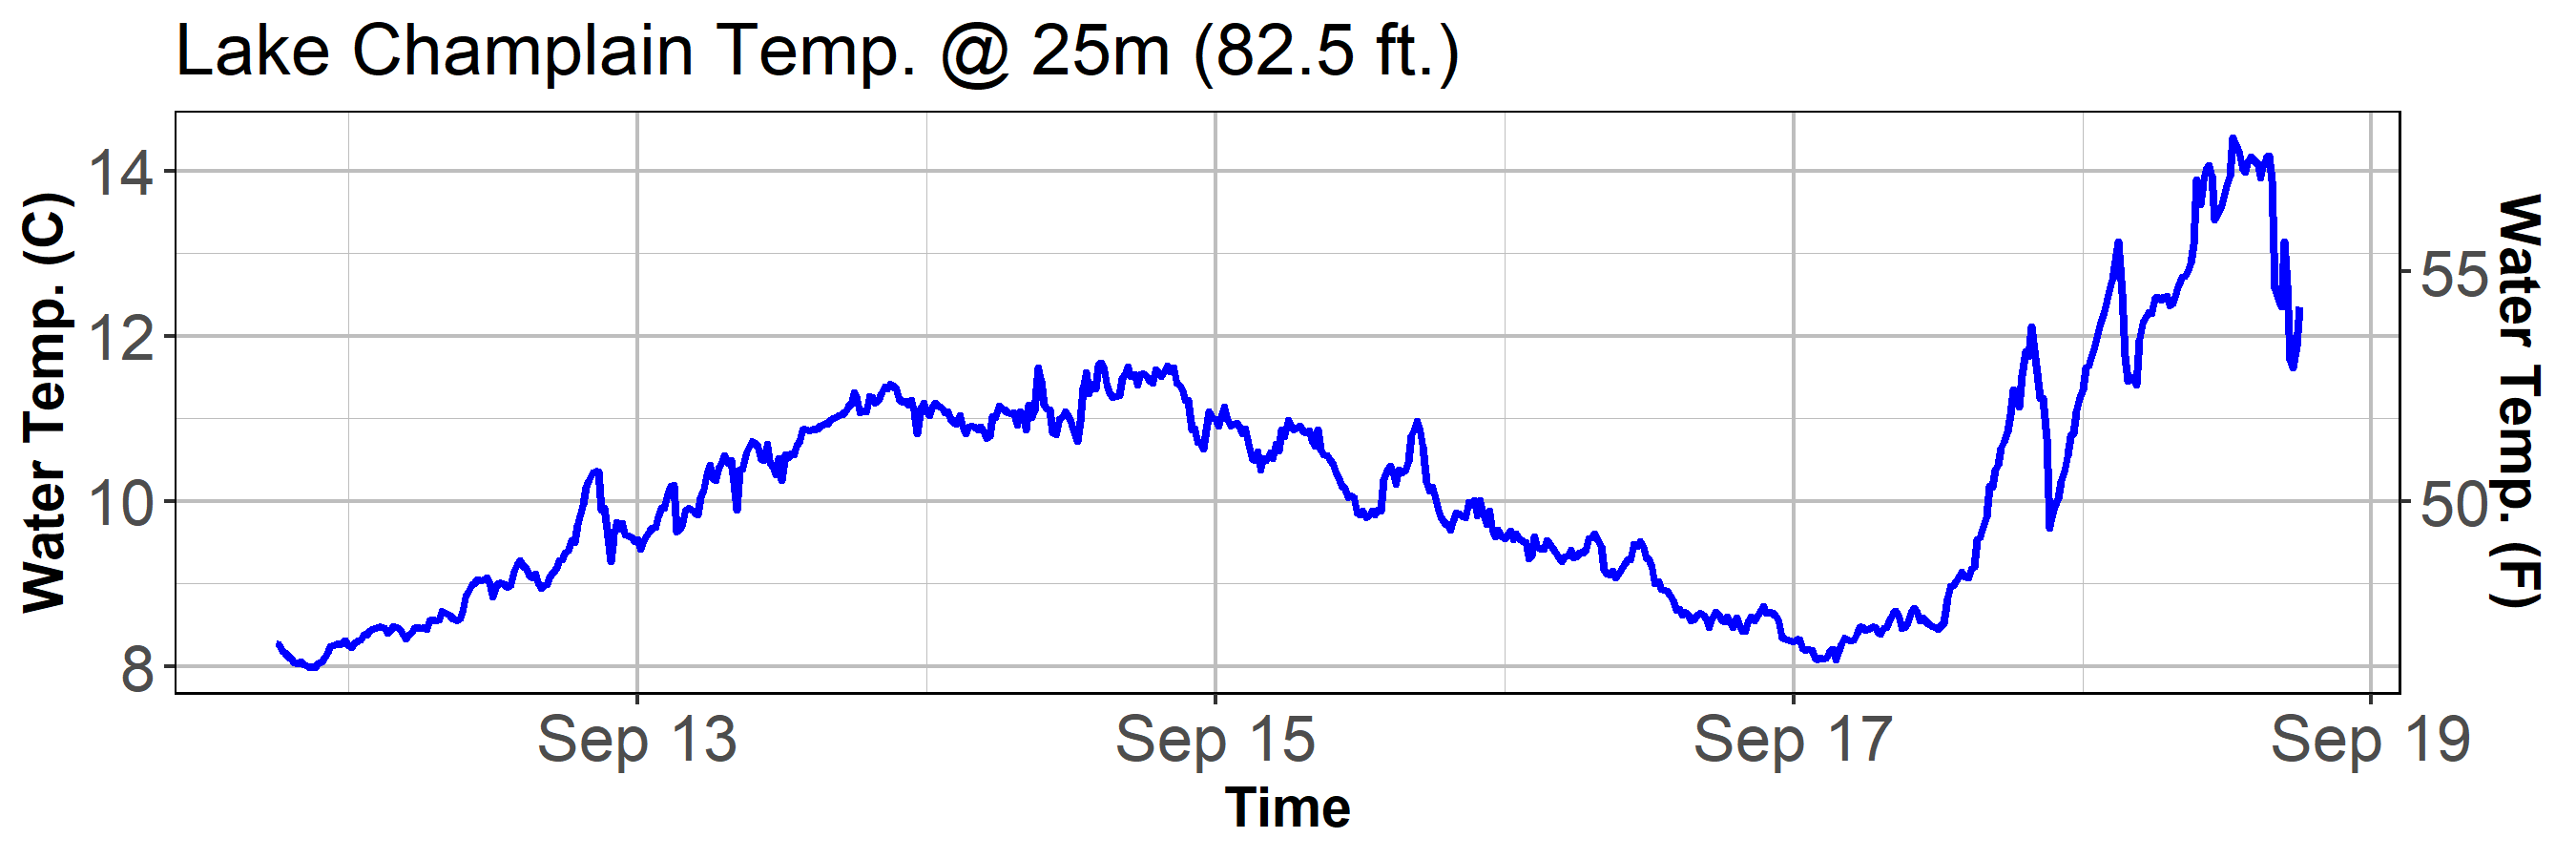 Lake Champlain Temp. @ 25m (82.5 ft.)
Water Temp. (C)
14
12
10
8
55
50
Water Temp. (F)
Sep 13
Sep 15
Sep 17
Sep 19
Time